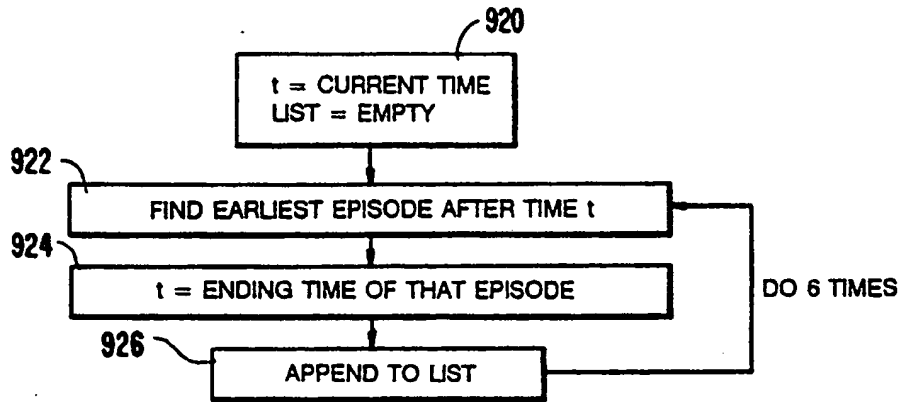 920
t = CURRENT TIME
LIST = EMPTY
922
FIND EARLIEST EPISODE AFTER TIME t
924
t = ENDING TIME OF THAT EPISODE
DO 6 TIMES
926
APPEND TO LIST